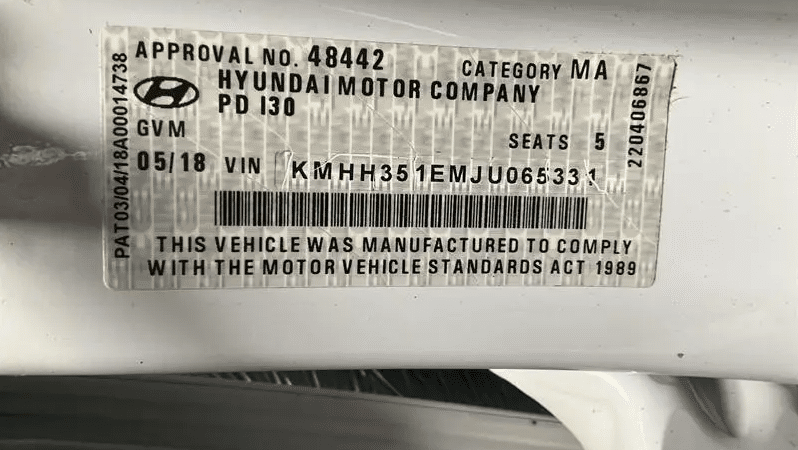 APPROVAL NO. 48442 CATEGORY MA
HYUNDAI MOTOR COMPANY
PD I30
GVM SEATS 5
05/18 VIN KMHH351EMJU065331
THIS VEHICLE WAS MANUFACTURED TO COMPLY
WITH THE MOTOR VEHICLE STANDARDS ACT 1989
PAT03/04/18A00014738
220406867